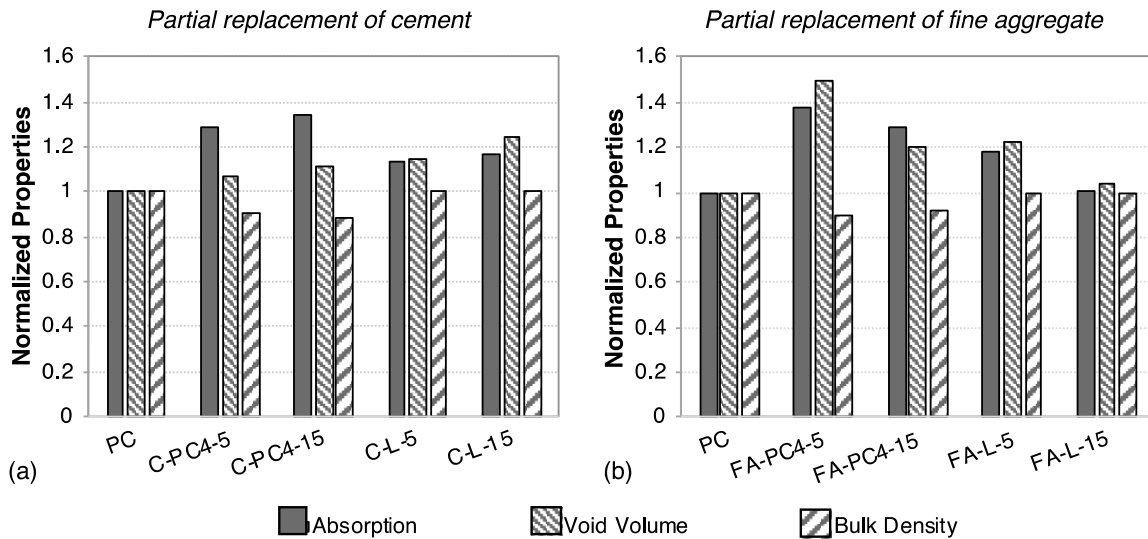 Partial replacement of cement
Normalized Properties
1.6
1.4
1.2
1
0.8
0.6
0.4
0.2
0
PC
C-PC4-5
C-PC4-15
C-L-5
C-L-15
(a)
Partial replacement of fine aggregate
Normalized Properties
1.6
1.4
1.2
1
0.8
0.6
0.4
0.2
0
PC
FA-PC4-5
FA-PC4-15
FA-L-5
FA-L-15
(b)
Absorption
Void Volume
Bulk Density